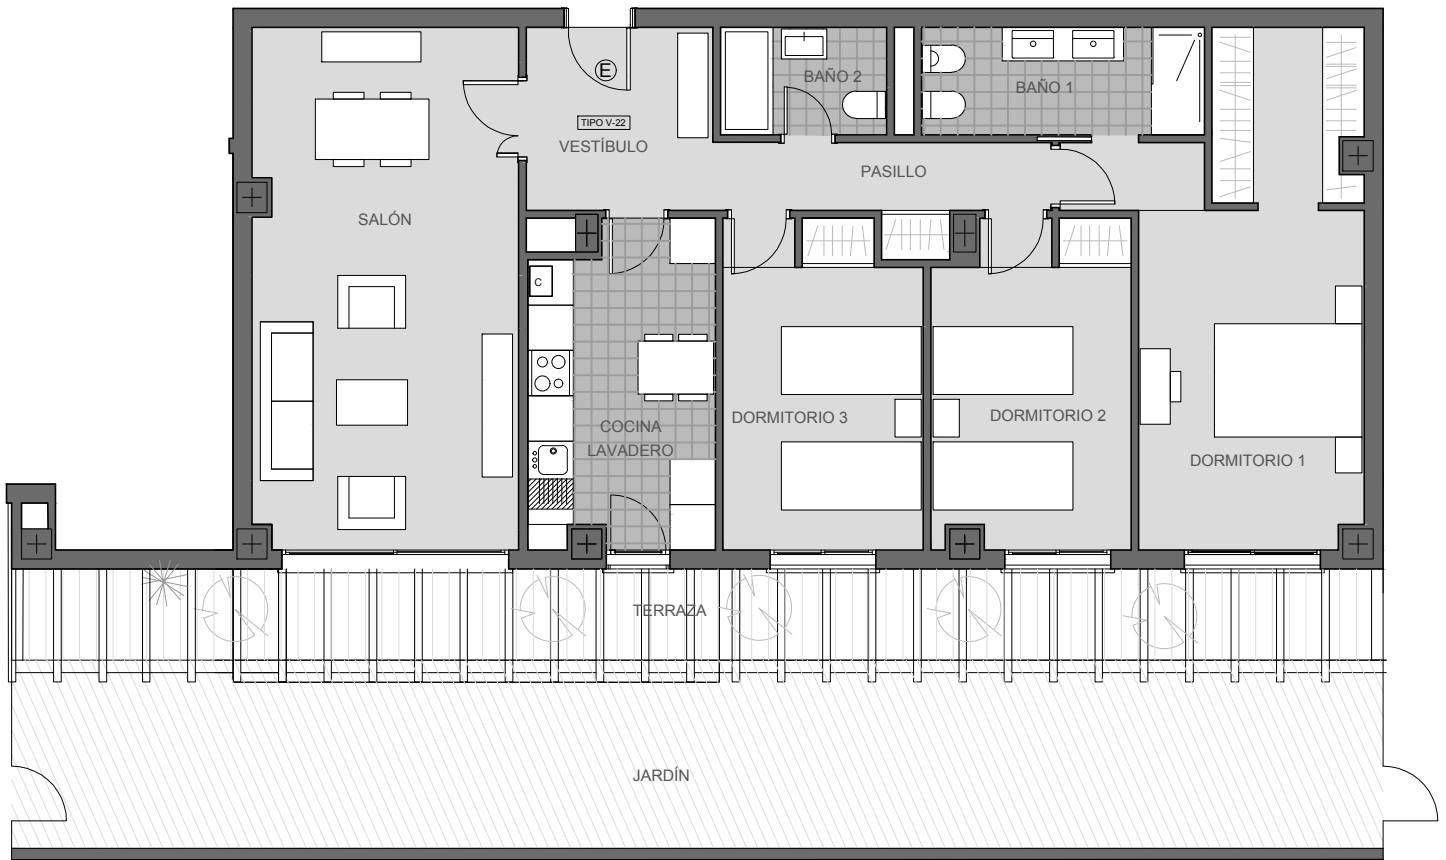 BAÑO 2
BAÑO 1
E
TIPO V-22
VESTÍBULO
PASILLO
SALÓN
C
COCINA
LAVADERO
DORMITORIO 3
DORMITORIO 2
DORMITORIO 1
TERRAZA
JARDÍN